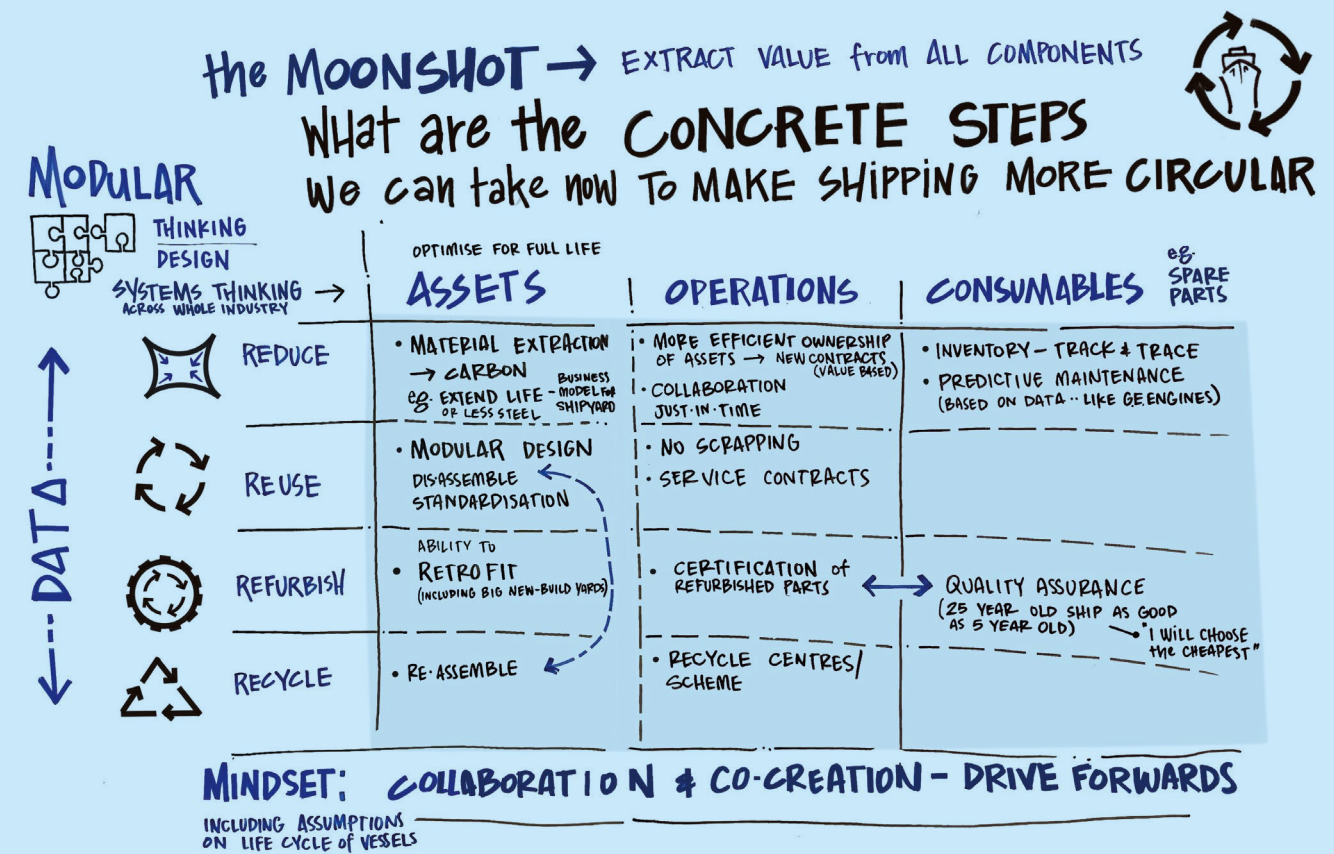 the MOONSHOT → EXTRACT VALUE from ALL COMPONENTS
WHat are the CONCRETE STEPS
We can take now To MAKE SHIPPING MORE CIRCULAR
MODULAR
THINKING
DESIGN
SYSTEMS THINKING →
ACROSS WHOLE INDUSTRY
OPTIMISE FOR FULL LIFE
ASSETS
OPERATIONS
CONSUMABLES
eg.
SPARE
PARTS
DATA
REDUCE
• MATERIAL EXTRACTION
→ CARBON
eg. EXTEND LIFE - BUSINESS
OR LESS STEEL
MODEL FOR
SHIPYARD
• MORE EFFICIENT OWNERSHIP
OF ASSETS → NEW CONTRACTS
(VALUE BASED)
• COLLABORATION
JUST·IN·TIME
• INVENTORY - TRACK & TRACE
• PREDICTIVE MAINTENANCE
(BASED ON DATA·· LIKE G.E. ENGINES)
REUSE
• MODULAR DESIGN
DIS·ASSEMBLE
STANDARDISATION
• NO SCRAPPING
• SERVICE CONTRACTS
REFURBISH
ABILITY TO
• RETROFIT
(INCLUDING BIG NEW-BUILD YARDS)
• CERTIFICATION of
REFURBISHED PARTS
QUALITY ASSURANCE
(25 YEAR OLD SHIP AS GOOD
AS 5 YEAR OLD)
"I WILL CHOOSE
the CHEAPEST"
RECYCLE
• RE·ASSEMBLE
• RECYCLE CENTRES/
SCHEME
MINDSET: COLLABORATION & CO-CREATION - DRIVE FORWARDS
INCLUDING ASSUMPTIONS
ON LIFE CYCLE of VESSELS